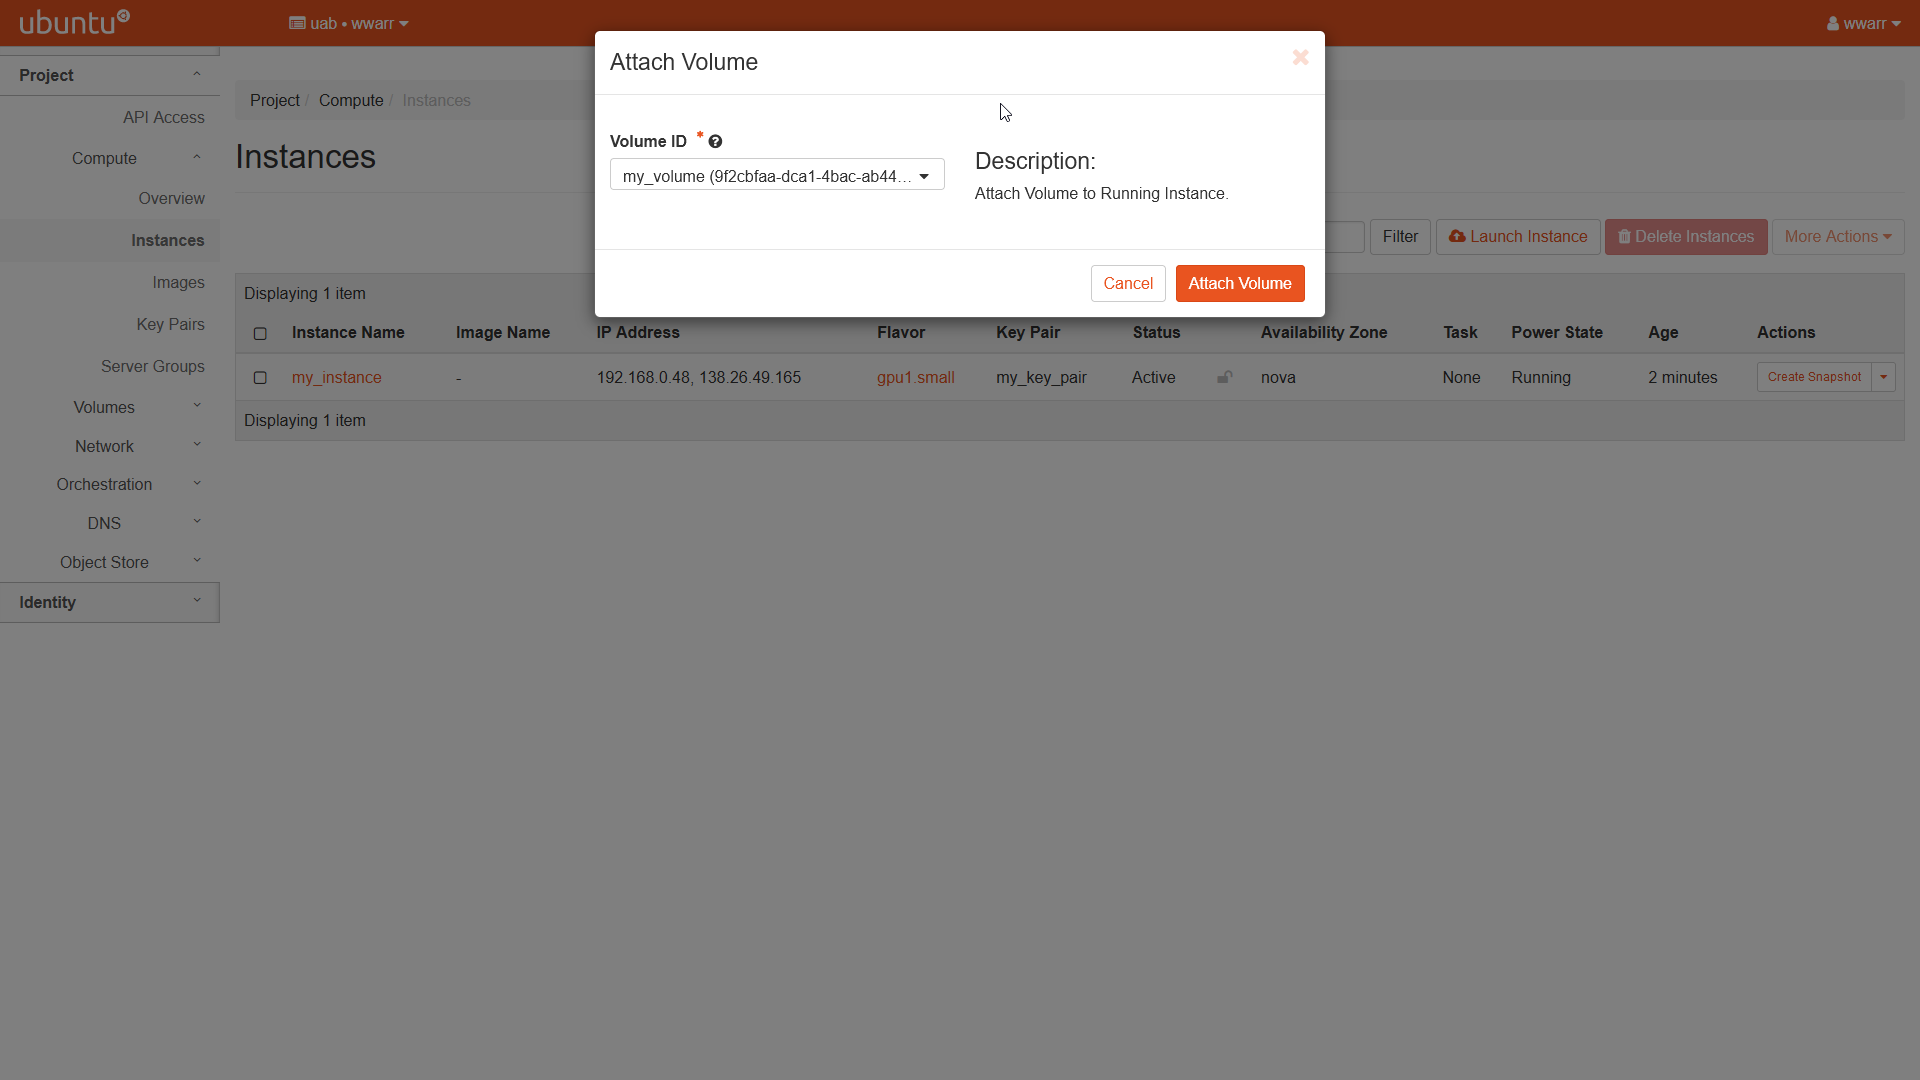 ubuntu
uab • wwarr
wwarr
Attach Volume
Volume ID *
my_volume (9f2cbfaa-dca1-4bac-ab44...
Description:
Attach Volume to Running Instance.
Cancel
Attach Volume
Project
API Access
Compute
Overview
Instances
Images
Key Pairs
Server Groups
Volumes
Network
Orchestration
DNS
Object Store
Identity
Project / Compute / Instances
Instances
Filter
Launch Instance
Delete Instances
More Actions
Displaying 1 item
Instance Name Image Name IP Address Flavor Key Pair Status Availability Zone Task Power State Age Actions
my_instance - 192.168.0.48, 138.26.49.165 gpu1.small my_key_pair Active nova None Running 2 minutes Create Snapshot
Displaying 1 item